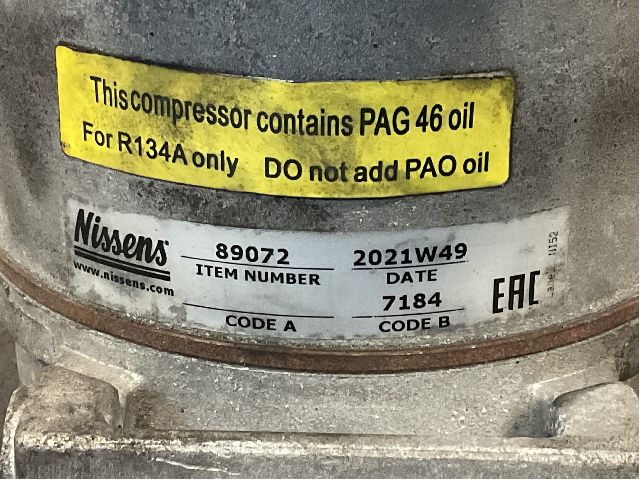 This compressor contains PAG 46 oil
For R134A only DO not add PAO oil
Nissens
www.nissens.com
89072 2021W49
ITEM NUMBER DATE
7184
CODE A CODE B
EAC
NI52